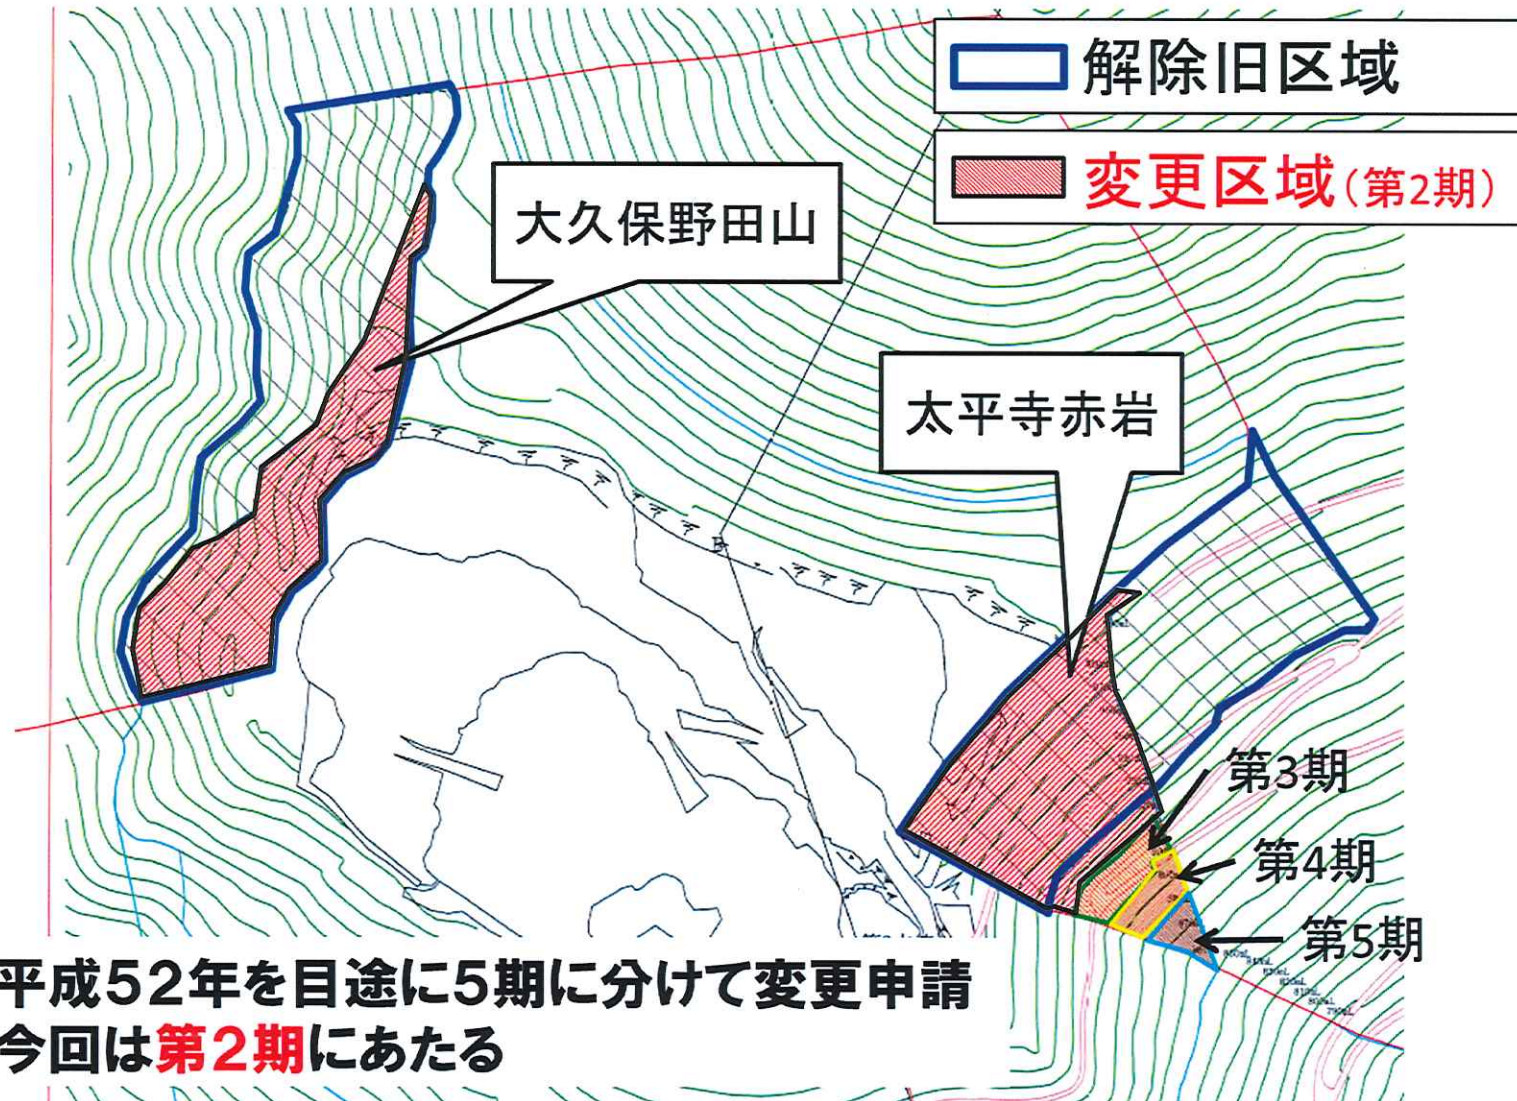 解除旧区域
変更区域(第2期)
大久保野田山
太平寺赤岩
第3期
第4期
第5期
平成52年を目途に5期に分けて変更申請
今回は第2期にあたる